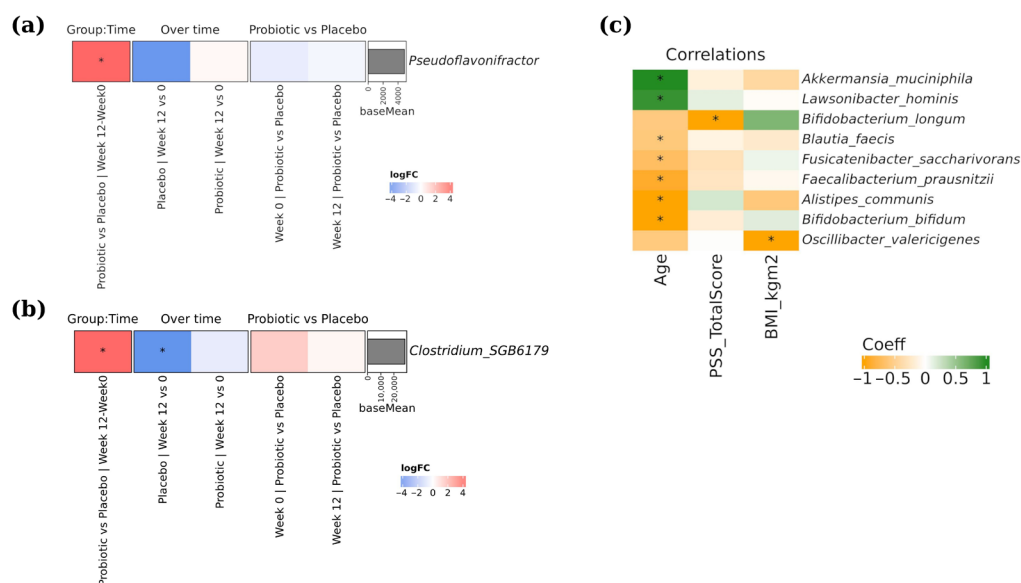 (a)
Group:Time Over time Probiotic vs Placebo
*
Pseudoflavonifractor
0 2000 4000
baseMean
Probiotic vs Placebo | Week 12-Week0
Placebo | Week 12 vs 0
Probiotic | Week 12 vs 0
Week 0 | Probiotic vs Placebo
Week 12 | Probiotic vs Placebo
logFC
−4 −2 0 2 4
(b)
Group:Time Over time Probiotic vs Placebo
* *
Clostridium_SGB6179
0 10,000 20,000
baseMean
Probiotic vs Placebo | Week 12-Week0
Placebo | Week 12 vs 0
Probiotic | Week 12 vs 0
Week 0 | Probiotic vs Placebo
Week 12 | Probiotic vs Placebo
logFC
−4 −2 0 2 4
(c)
Correlations
* Akkermansia_muciniphila
* Lawsonibacter_hominis
* Bifidobacterium_longum
* Blautia_faecis
* Fusicatenibacter_saccharivorans
* Faecalibacterium_prausnitzii
* Alistipes_communis
* Bifidobacterium_bifidum
* Oscillibacter_valericigenes
Age
PSS_TotalScore
BMI_kgm2
Coeff
−1 −0.5 0 0.5 1